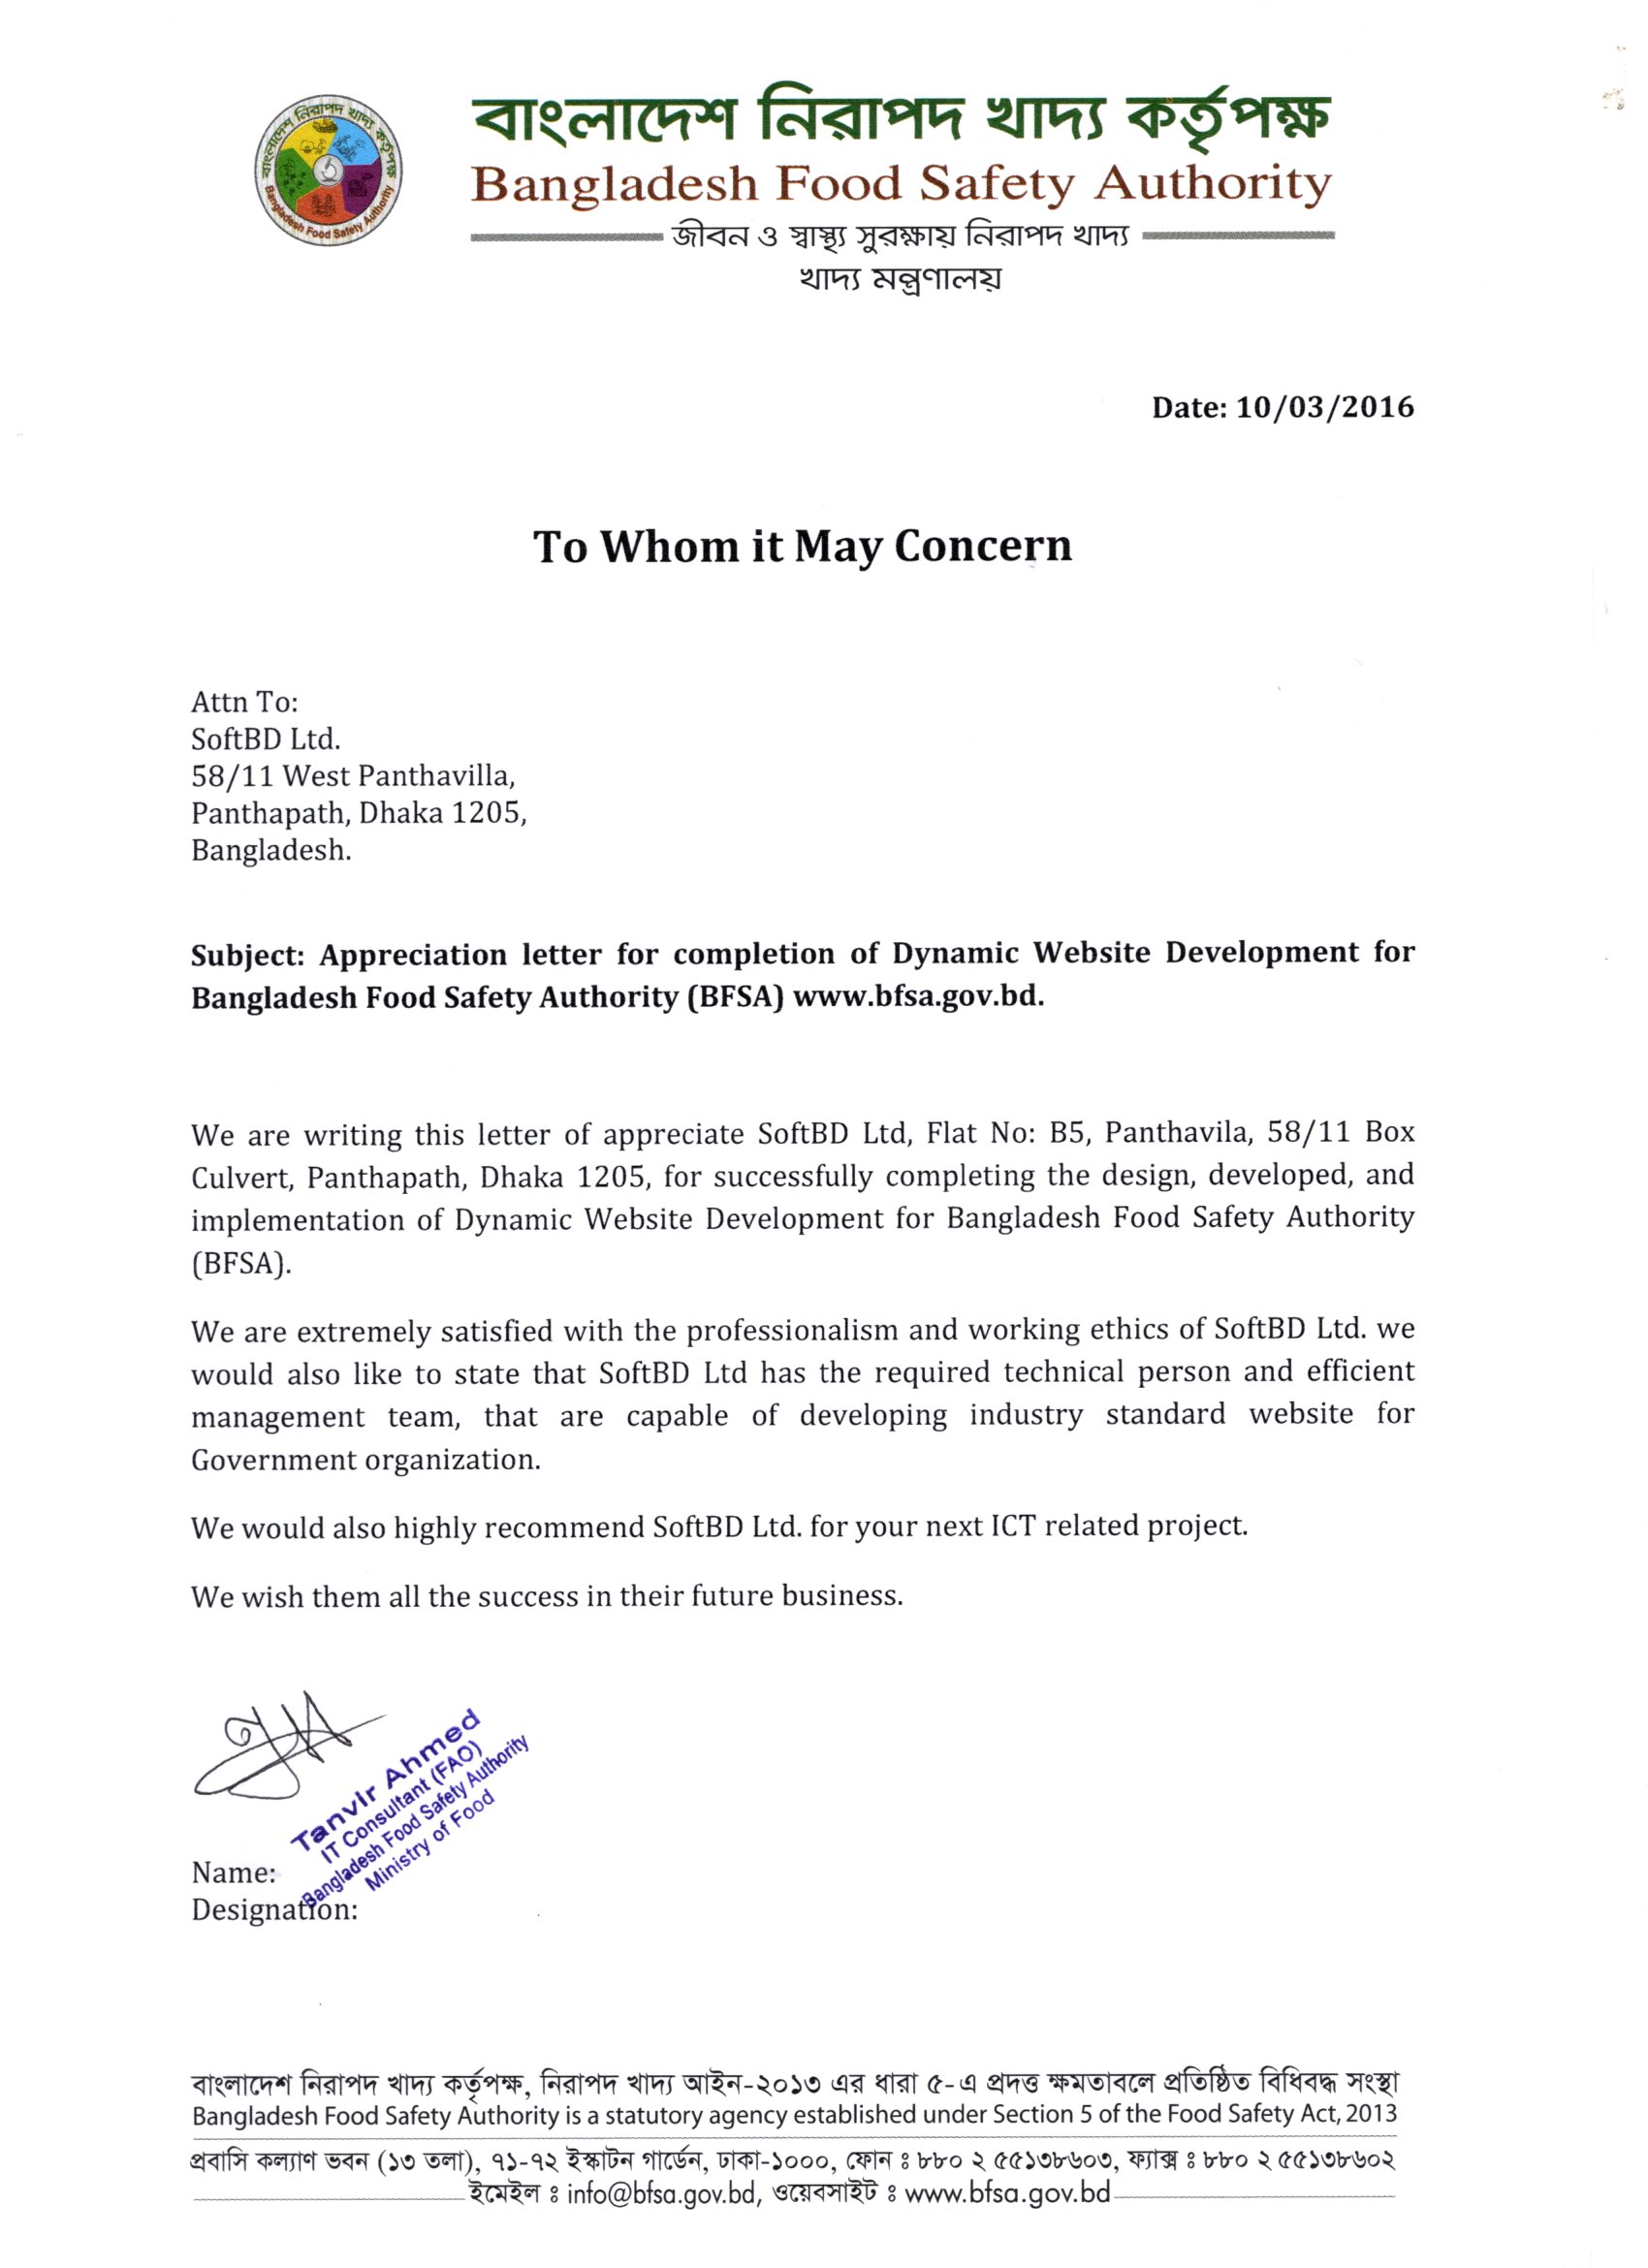 বাংলাদেশ নিরাপদ খাদ্য কর্তৃপক্ষ
Bangladesh Food Safety Authority
বাংলাদেশ নিরাপদ খাদ্য কর্তৃপক্ষ
Bangladesh Food Safety Authority
জীবন ও স্বাস্থ্য সুরক্ষায় নিরাপদ খাদ্য
খাদ্য মন্ত্রণালয়
Date: 10/03/2016
To Whom it May Concern
Attn To:
SoftBD Ltd.
58/11 West Panthavilla,
Panthapath, Dhaka 1205,
Bangladesh.
Subject: Appreciation letter for completion of Dynamic Website Development for
Bangladesh Food Safety Authority (BFSA) www.bfsa.gov.bd.
We are writing this letter of appreciate SoftBD Ltd, Flat No: B5, Panthavila, 58/11 Box
Culvert, Panthapath, Dhaka 1205, for successfully completing the design, developed, and
implementation of Dynamic Website Development for Bangladesh Food Safety Authority
(BFSA).
We are extremely satisfied with the professionalism and working ethics of SoftBD Ltd. we
would also like to state that SoftBD Ltd has the required technical person and efficient
management team, that are capable of developing industry standard website for
Government organization.
We would also highly recommend SoftBD Ltd. for your next ICT related project.
We wish them all the success in their future business.
Tanvir Ahmed
IT Consultant (FAO)
Bangladesh Food Safety Authority
Ministry of Food
Name:
Designation:
বাংলাদেশ নিরাপদ খাদ্য কর্তৃপক্ষ, নিরাপদ খাদ্য আইন-২০১৩ এর ধারা ৫-এ প্রদত্ত ক্ষমতাবলে প্রতিষ্ঠিত বিধিবদ্ধ সংস্থা
Bangladesh Food Safety Authority is a statutory agency established under Section 5 of the Food Safety Act, 2013
প্রবাসি কল্যাণ ভবন (১৩ তলা), ৭১-৭২ ইস্কাটন গার্ডেন, ঢাকা-১০০০, ফোন ঃ ৮৮০ ২ ৫৫১৩৮৬০৩, ফ্যাক্স ঃ ৮৮০ ২ ৫৫১৩৮৬০২
ইমেইল ঃ info@bfsa.gov.bd, ওয়েবসাইট ঃ www.bfsa.gov.bd